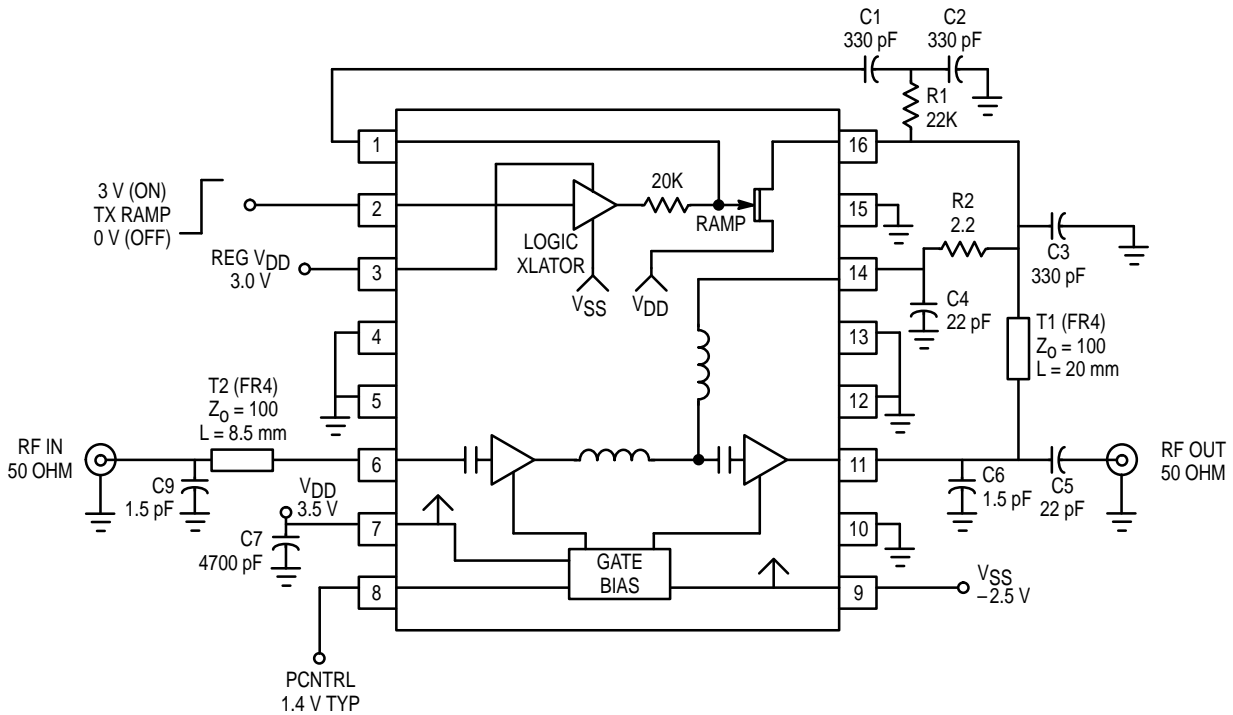 C1
330 pF
C2
330 pF
R1
22K
1
16
3 V (ON)
TX RAMP
0 V (OFF)
2
20K
RAMP
15
R2
2.2
LOGIC
XLATOR
REG VDD
3.0 V
3
14
C3
330 pF
VSS
VDD
C4
22 pF
4
13
T1 (FR4)
Zo = 100
L = 20 mm
T2 (FR4)
Zo = 100
L = 8.5 mm
5
12
RF IN
50 OHM
6
11
RF OUT
50 OHM
C9
1.5 pF
C6
1.5 pF
C5
22 pF
VDD
3.5 V
7
10
C7
4700 pF
GATE
BIAS
8
9
VSS
–2.5 V
PCNTRL
1.4 V TYP